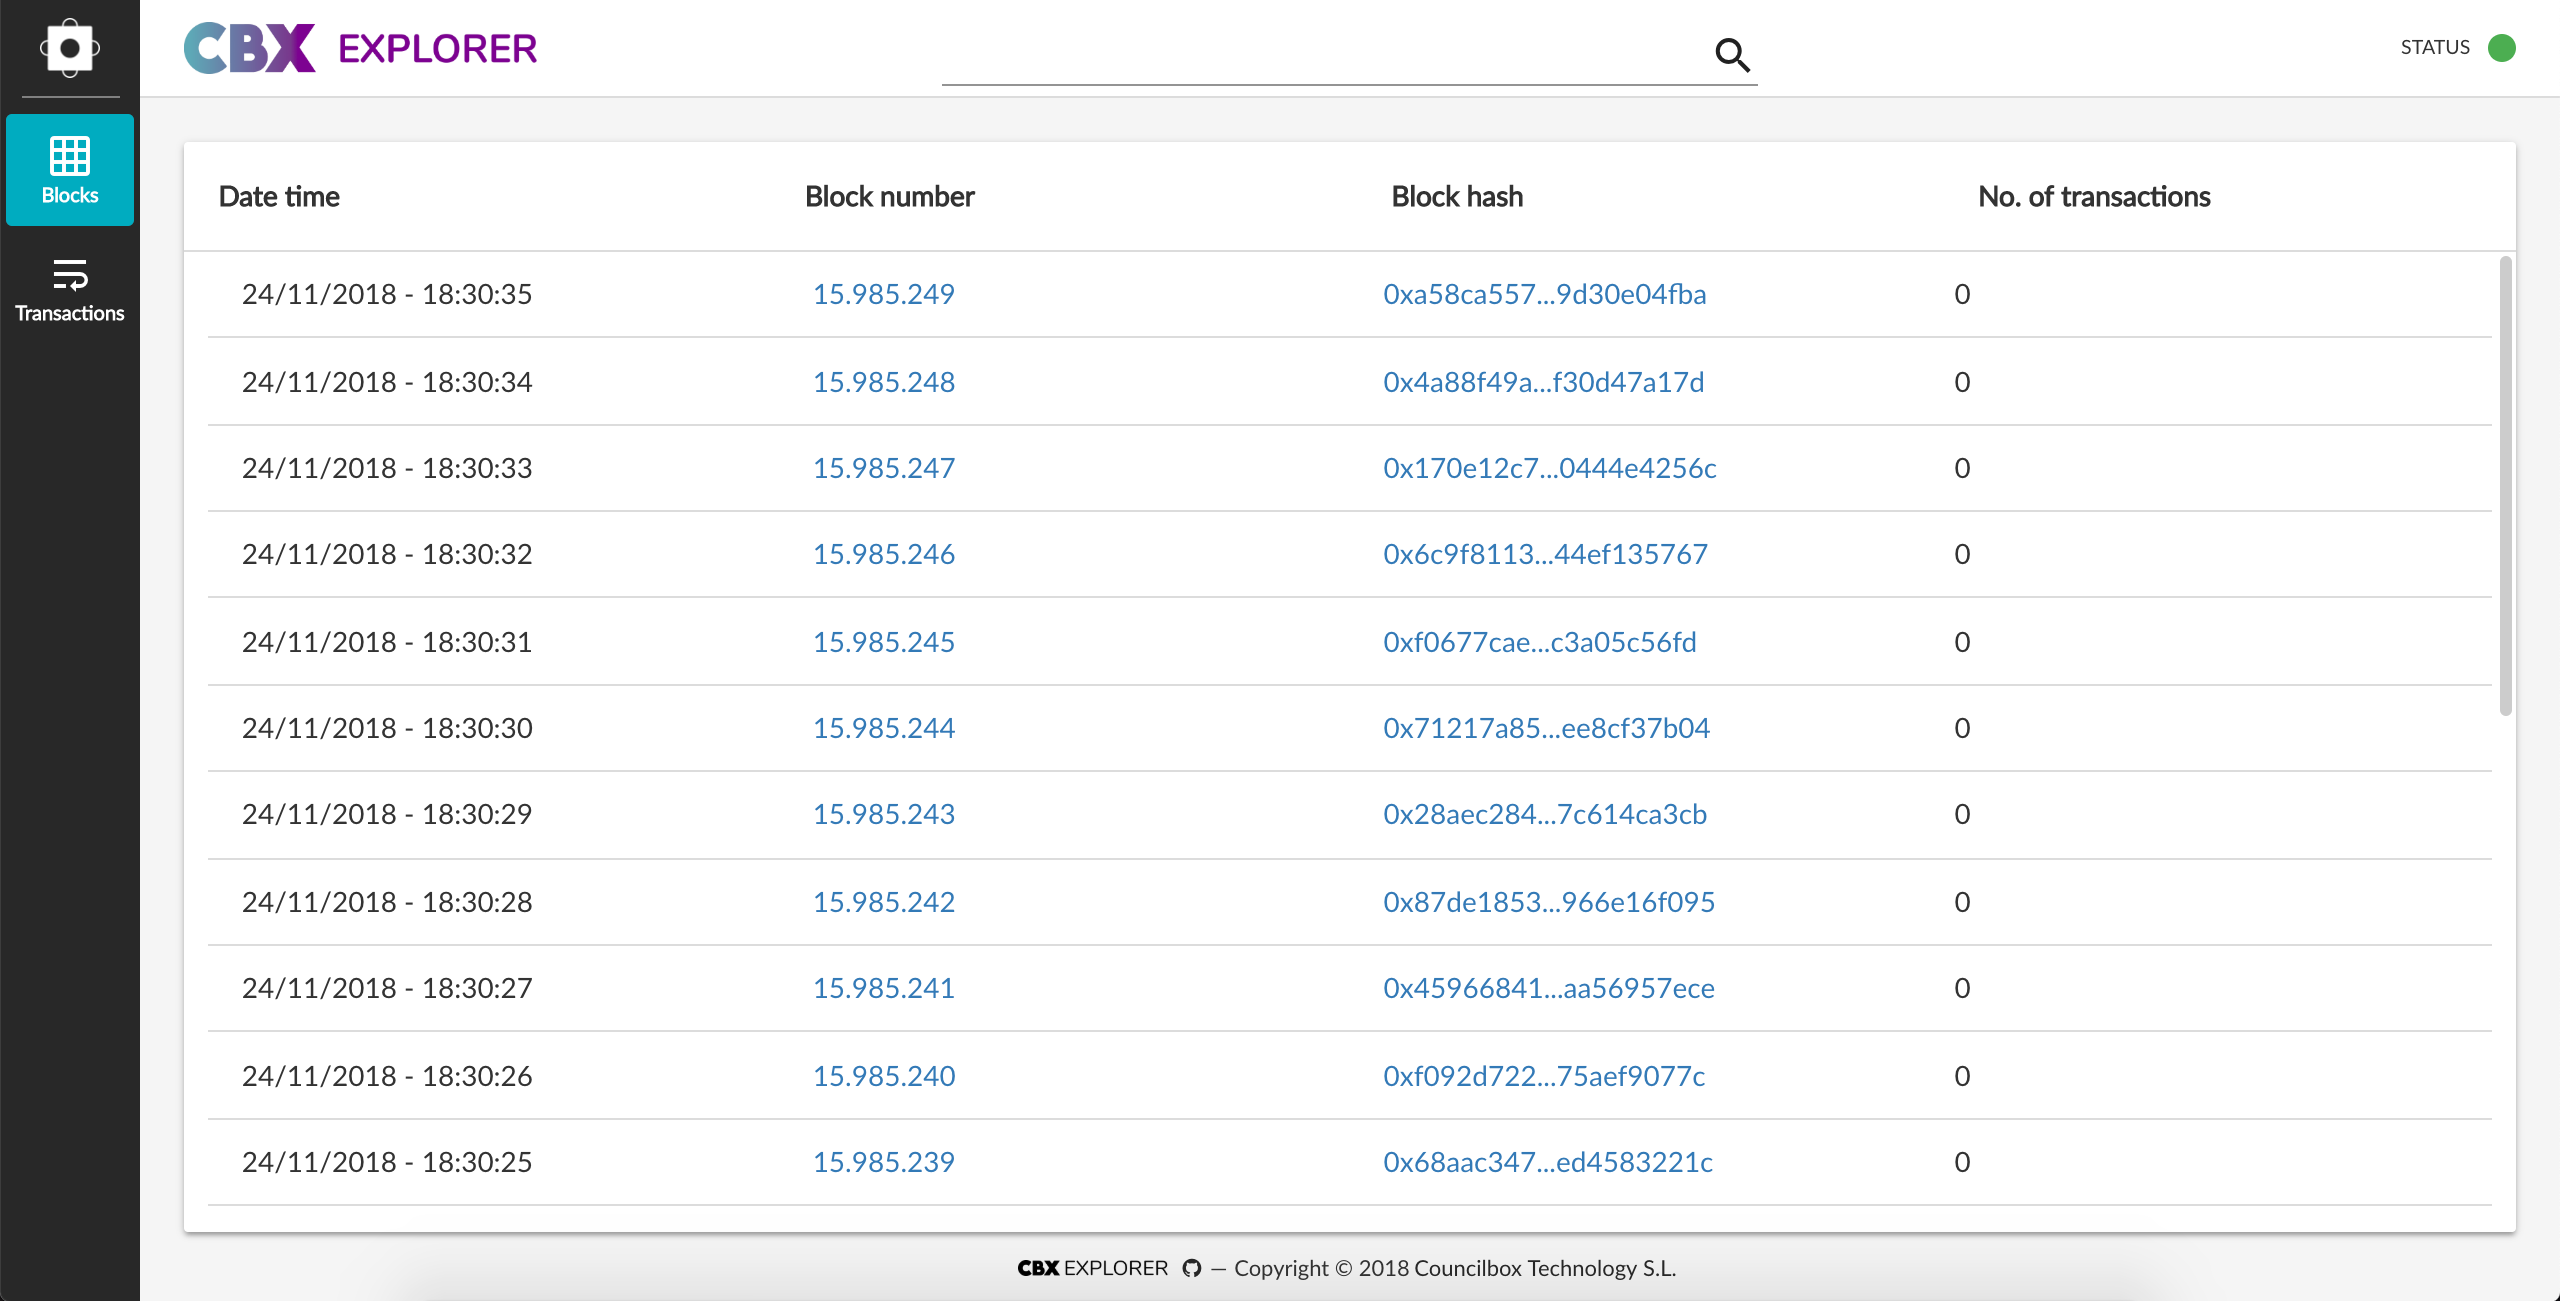 CBX EXPLORER
STATUS
Blocks
Transactions
Date time Block number Block hash No. of transactions
24/11/2018 - 18:30:35 15.985.249 0xa58ca557...9d30e04fba 0
24/11/2018 - 18:30:34 15.985.248 0x4a88f49a...f30d47a17d 0
24/11/2018 - 18:30:33 15.985.247 0x170e12c7...0444e4256c 0
24/11/2018 - 18:30:32 15.985.246 0x6c9f8113...44ef135767 0
24/11/2018 - 18:30:31 15.985.245 0xf0677cae...c3a05c56fd 0
24/11/2018 - 18:30:30 15.985.244 0x71217a85...ee8cf37b04 0
24/11/2018 - 18:30:29 15.985.243 0x28aec284...7c614ca3cb 0
24/11/2018 - 18:30:28 15.985.242 0x87de1853...966e16f095 0
24/11/2018 - 18:30:27 15.985.241 0x45966841...aa56957ece 0
24/11/2018 - 18:30:26 15.985.240 0xf092d722...75aef9077c 0
24/11/2018 - 18:30:25 15.985.239 0x68aac347...ed4583221c 0
CBX EXPLORER — Copyright © 2018 Councilbox Technology S.L.